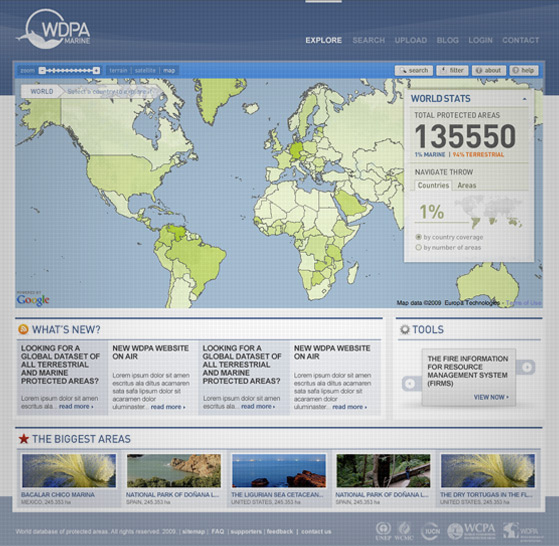 WDPA
MARINE
EXPLORE SEARCH UPLOAD BLOG LOGIN CONTACT
zoom terrain | satellite | map search filter about help
WORLD Select a country to explore
WORLD STATS
TOTAL PROTECTED AREAS
135550
1% MARINE | 94% TERRESTRIAL
NAVIGATE THROW
Countries Areas
1%
by country coverage
by number of areas
POWERED BY
Google
Map data ©2009 Europa Technologies - Terms of Use
WHAT'S NEW?
LOOKING FOR A
GLOBAL DATASET OF
ALL TERRESTRIAL
AND MARINE
PROTECTED AREAS?
Lorem ipsum dolor sit amen
escritus ala... read more ›
NEW WDPA WEBSITE
ON AIR
Lorem ipsum dolor sit amen
escritus ala ditus acamaren
sata safa ipsulum dolor sit
acamaren dolor
uluminaster... read more ›
LOOKING FOR A
GLOBAL DATASET OF
ALL TERRESTRIAL
AND MARINE
PROTECTED AREAS?
Lorem ipsum dolor sit amen
escritus ala... read more ›
NEW WDPA WEBSITE
ON AIR
Lorem ipsum dolor sit amen
escritus ala ditus acamaren
sata safa ipsulum dolor sit
acamaren dolor
uluminaster... read more ›
TOOLS
THE FIRE INFORMATION
FOR RESOURCE
MANAGEMENT SYSTEM
(FIRMS)
VIEW NOW ›
THE BIGGEST AREAS
BACALAR CHICO MARINA
MEXICO, 245.353 ha
NATIONAL PARK OF DOÑANA L...
SPAIN, 245.353 ha
THE LIGURIAN SEA CETACEAN...
UNITED STATES, 245.353 ha
NATIONAL PARK OF DOÑANA L...
SPAIN, 245.353 ha
THE DRY TORTUGAS IN THE FL...
UNITED STATES, 245.353 ha
World database of protected areas. All rights reserved. 2009. | sitemap | FAQ | supporters | feedback | contact us
UNEP WCMC IUCN WCPA WDPA